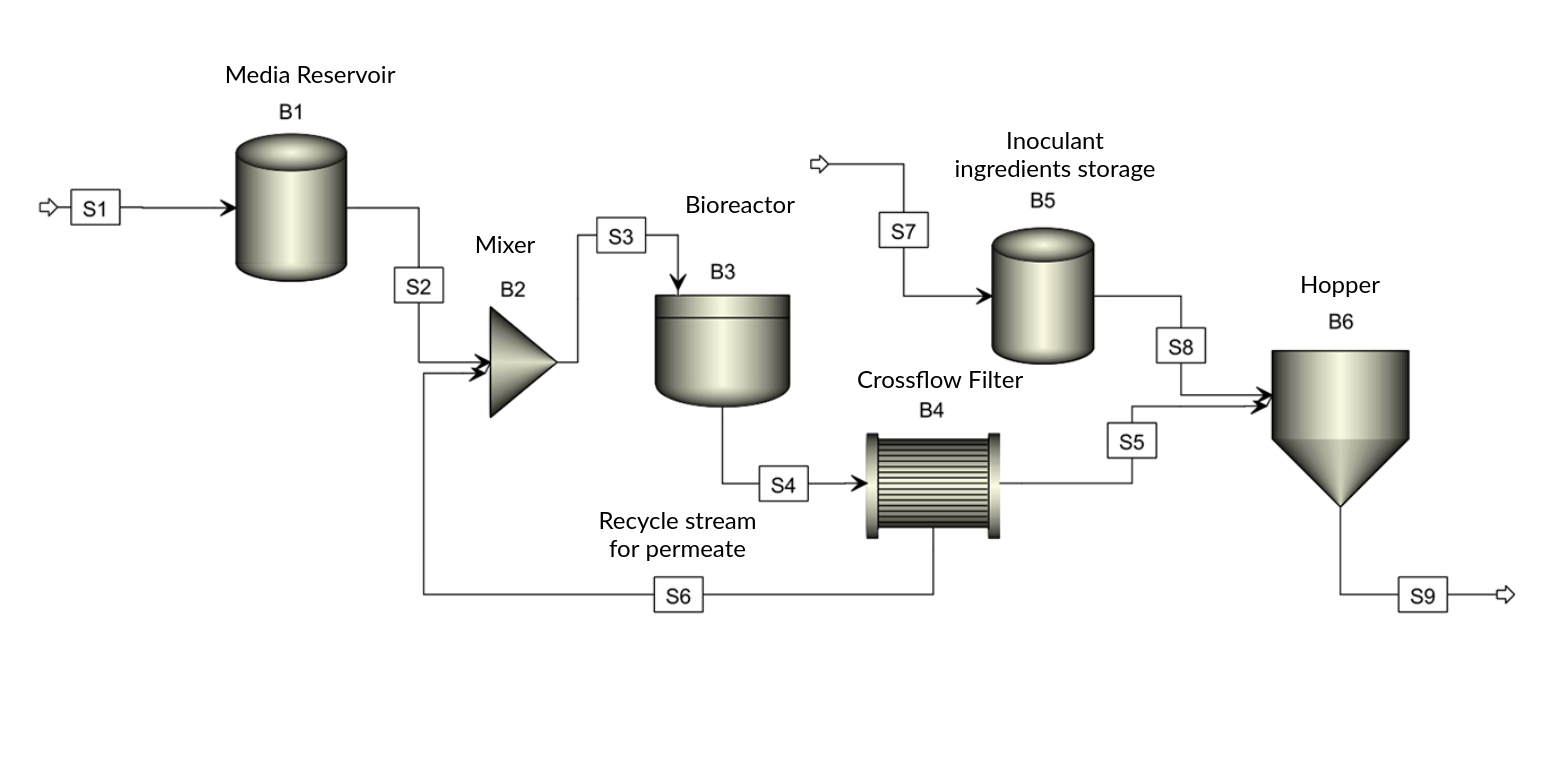 Media Reservoir
B1
S1
S2
Mixer
B2
S3
Bioreactor
B3
S4
Recycle stream
for permeate
S6
Crossflow Filter
B4
S5
S7
Inoculant
ingredients storage
B5
S8
Hopper
B6
S9